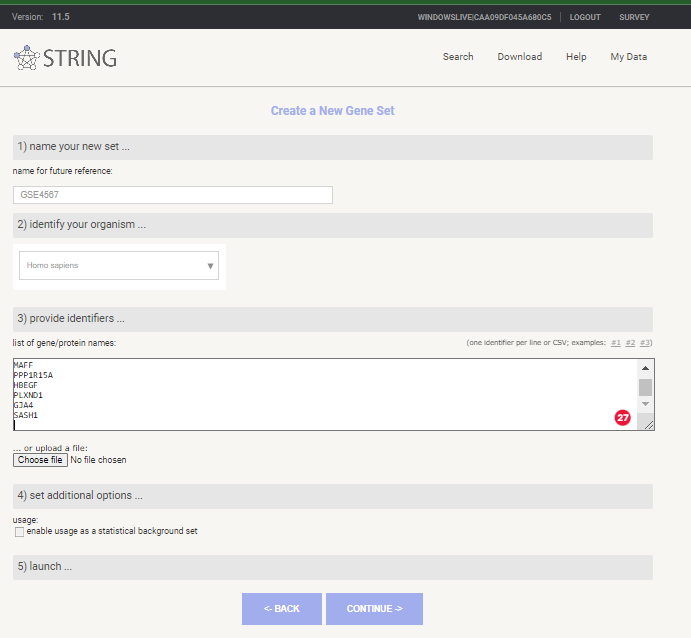 Version: 11.5 WINDOWSLIVE|CAA09DF045A680C5 LOGOUT SURVEY
STRING Search Download Help My Data
Create a New Gene Set
1) name your new set ...
name for future reference:
GSE4567
2) identify your organism ...
Homo sapiens
3) provide identifiers ...
list of gene/protein names: (one identifier per line or CSV; examples: #1 #2 #3)
MAFF
PPP1R15A
HBEGF
PLXND1
GJA4
SASH1
27
... or upload a file:
Choose file No file chosen
4) set additional options ...
usage:
enable usage as a statistical background set
5) launch ...
<- BACK CONTINUE ->